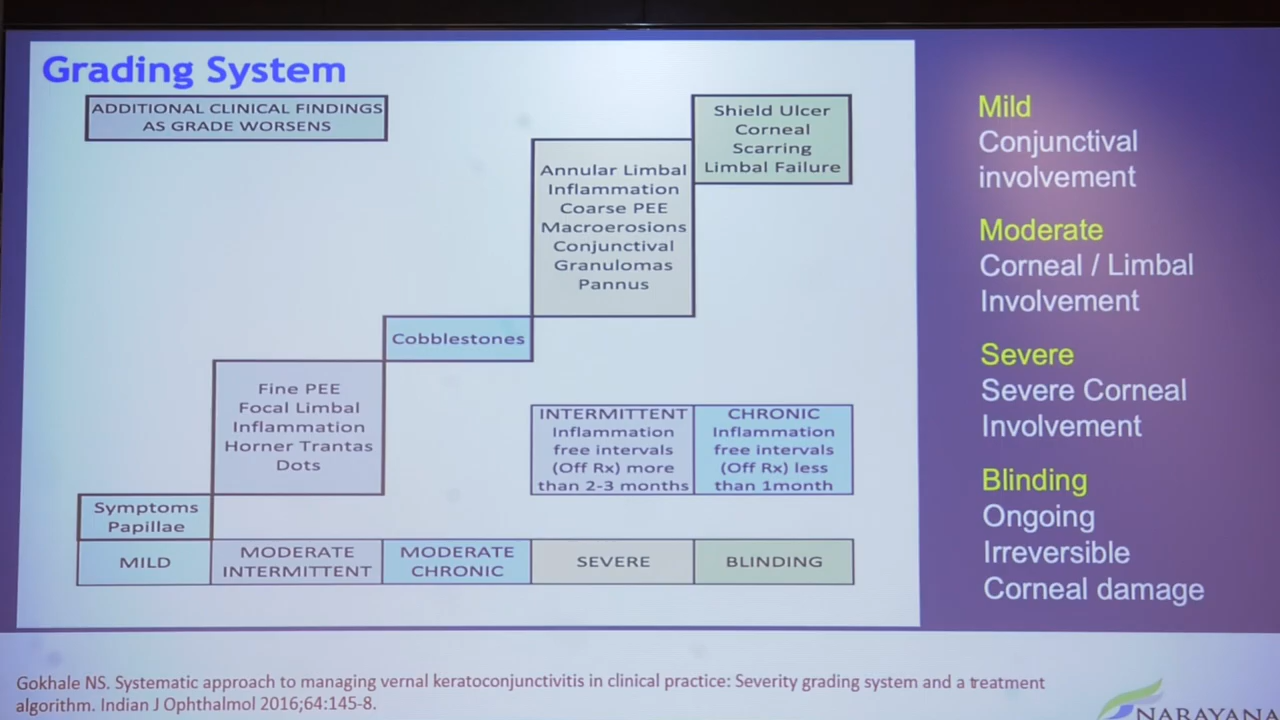 Grading System
ADDITIONAL CLINICAL FINDINGS
AS GRADE WORSENS
Shield Ulcer
Corneal
Scarring
Limbal Failure
Annular Limbal
Inflammation
Coarse PEE
Macroerosions
Conjunctival
Granulomas
Pannus
Cobblestones
Fine PEE
Focal Limbal
Inflammation
Horner Trantas
Dots
INTERMITTENT
Inflammation
free intervals
(Off Rx) more
than 2-3 months
CHRONIC
Inflammation
free intervals
(Off Rx) less
than 1month
Symptoms
Papillae
MILD
MODERATE
INTERMITTENT
MODERATE
CHRONIC
SEVERE
BLINDING
Mild
Conjunctival
involvement
Moderate
Corneal / Limbal
Involvement
Severe
Severe Corneal
Involvement
Blinding
Ongoing
Irreversible
Corneal damage
Gokhale NS. Systematic approach to managing vernal keratoconjunctivitis in clinical practice: Severity grading system and a treatment
algorithm. Indian J Ophthalmol 2016;64:145-8.
NARAYANA